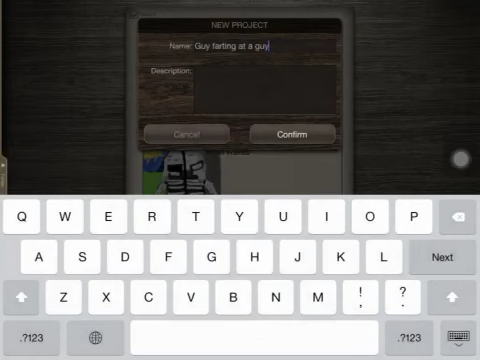 NEW PROJECT
Name: Guy farting at a guy
Description:
Cancel
Confirm
Q W E R T Y U I O P
A S D F G H J K L Next
Z X C V B N M ! , ? .
.?123 .?123